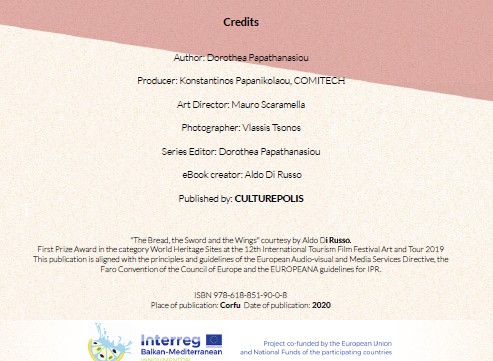 Credits
Author: Dorothea Papathanasiou
Producer: Konstantinos Papanikolaou, COMITECH
Art Director: Mauro Scaramella
Photographer: Vlassis Tsonos
Series Editor: Dorothea Papathanasiou
eBook creator: Aldo Di Russo
Published by: CULTUREPOLIS
"The Bread, the Sword and the Wings" courtesy by Aldo Di Russo.
First Prize Award in the category World Heritage Sites at the 12th International Tourism Film Festival Art and Tour 2019
This publication is aligned with the principles and guidelines of the European Audio-visual and Media Services Directive, the
Faro Convention of the Council of Europe and the EUROPEANA guidelines for IPR.
ISBN 978-618-851-90-0-8
Place of publication: Corfu Date of publication: 2020
Interreg
Balkan-Mediterranean
Project co-funded by the European Union
and National Funds of the participating countries